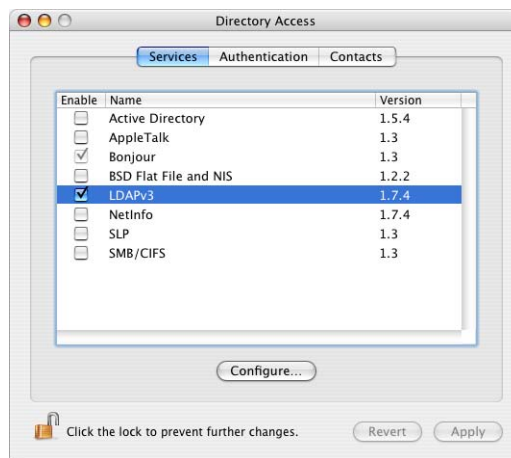 Directory Access
Services Authentication Contacts
Enable Name Version
Active Directory 1.5.4
AppleTalk 1.3
Bonjour 1.3
BSD Flat File and NIS 1.2.2
LDAPv3 1.7.4
NetInfo 1.7.4
SLP 1.3
SMB/CIFS 1.3
Configure...
Click the lock to prevent further changes. Revert Apply